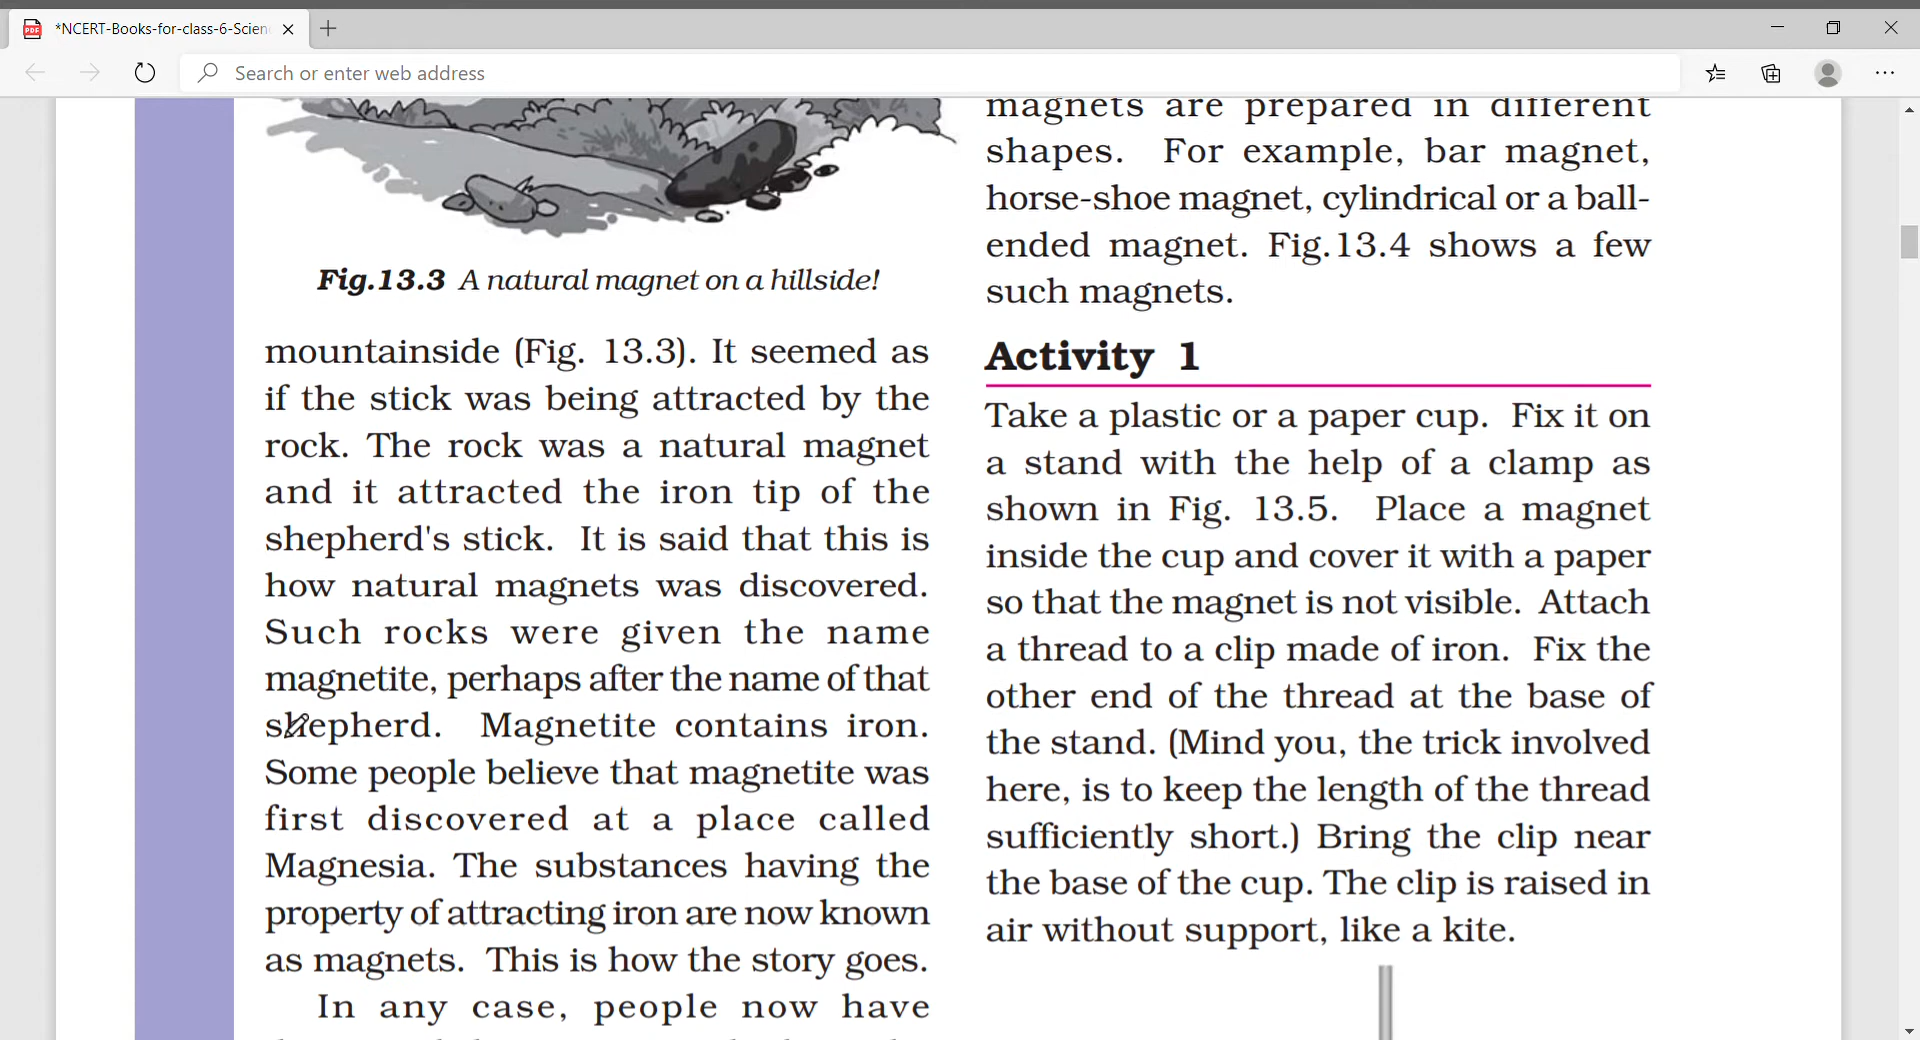 *NCERT-Books-for-class-6-Scien
Search or enter web address
Fig.13.3 A natural magnet on a hillside!
mountainside (Fig. 13.3). It seemed as
if the stick was being attracted by the
rock. The rock was a natural magnet
and it attracted the iron tip of the
shepherd's stick. It is said that this is
how natural magnets was discovered.
Such rocks were given the name
magnetite, perhaps after the name of that
shepherd. Magnetite contains iron.
Some people believe that magnetite was
first discovered at a place called
Magnesia. The substances having the
property of attracting iron are now known
as magnets. This is how the story goes.
In any case, people now have
magnets are prepared in different
shapes. For example, bar magnet,
horse-shoe magnet, cylindrical or a ball-
ended magnet. Fig.13.4 shows a few
such magnets.
Activity 1
Take a plastic or a paper cup. Fix it on
a stand with the help of a clamp as
shown in Fig. 13.5. Place a magnet
inside the cup and cover it with a paper
so that the magnet is not visible. Attach
a thread to a clip made of iron. Fix the
other end of the thread at the base of
the stand. (Mind you, the trick involved
here, is to keep the length of the thread
sufficiently short.) Bring the clip near
the base of the cup. The clip is raised in
air without support, like a kite.